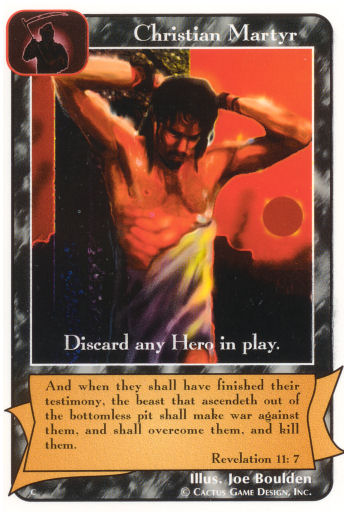 Christian Martyr
Discard any Hero in play.
And when they shall have finished their
testimony, the beast that ascendeth out of
the bottomless pit shall make war against
them, and shall overcome them, and kill
them.
Revelation 11: 7
Illus. Joe Boulden
C
© Cactus Game Design, Inc.